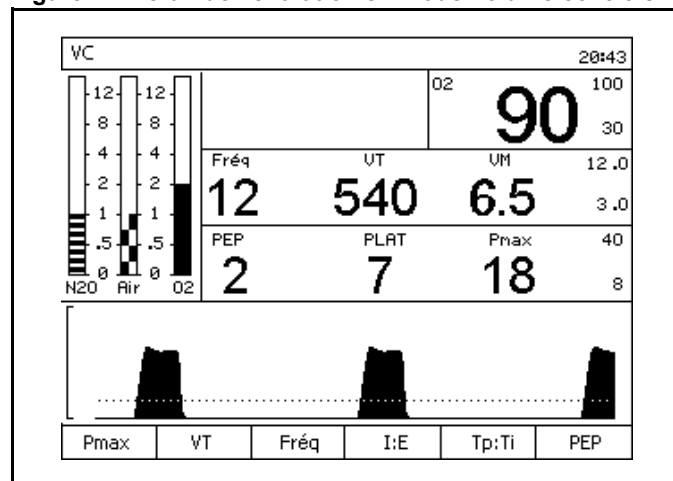 VC 20:43
12 12
8 8
4 4
2 2
1 1
.5 .5
0 0
N2O Air O2
O2 90 100
30
Fréq VT VM 12.0
12 540 6.5 3.0
PEP PLAT Pmax 40
2 7 18 8
Pmax VT Fréq I:E Tp:Ti PEP